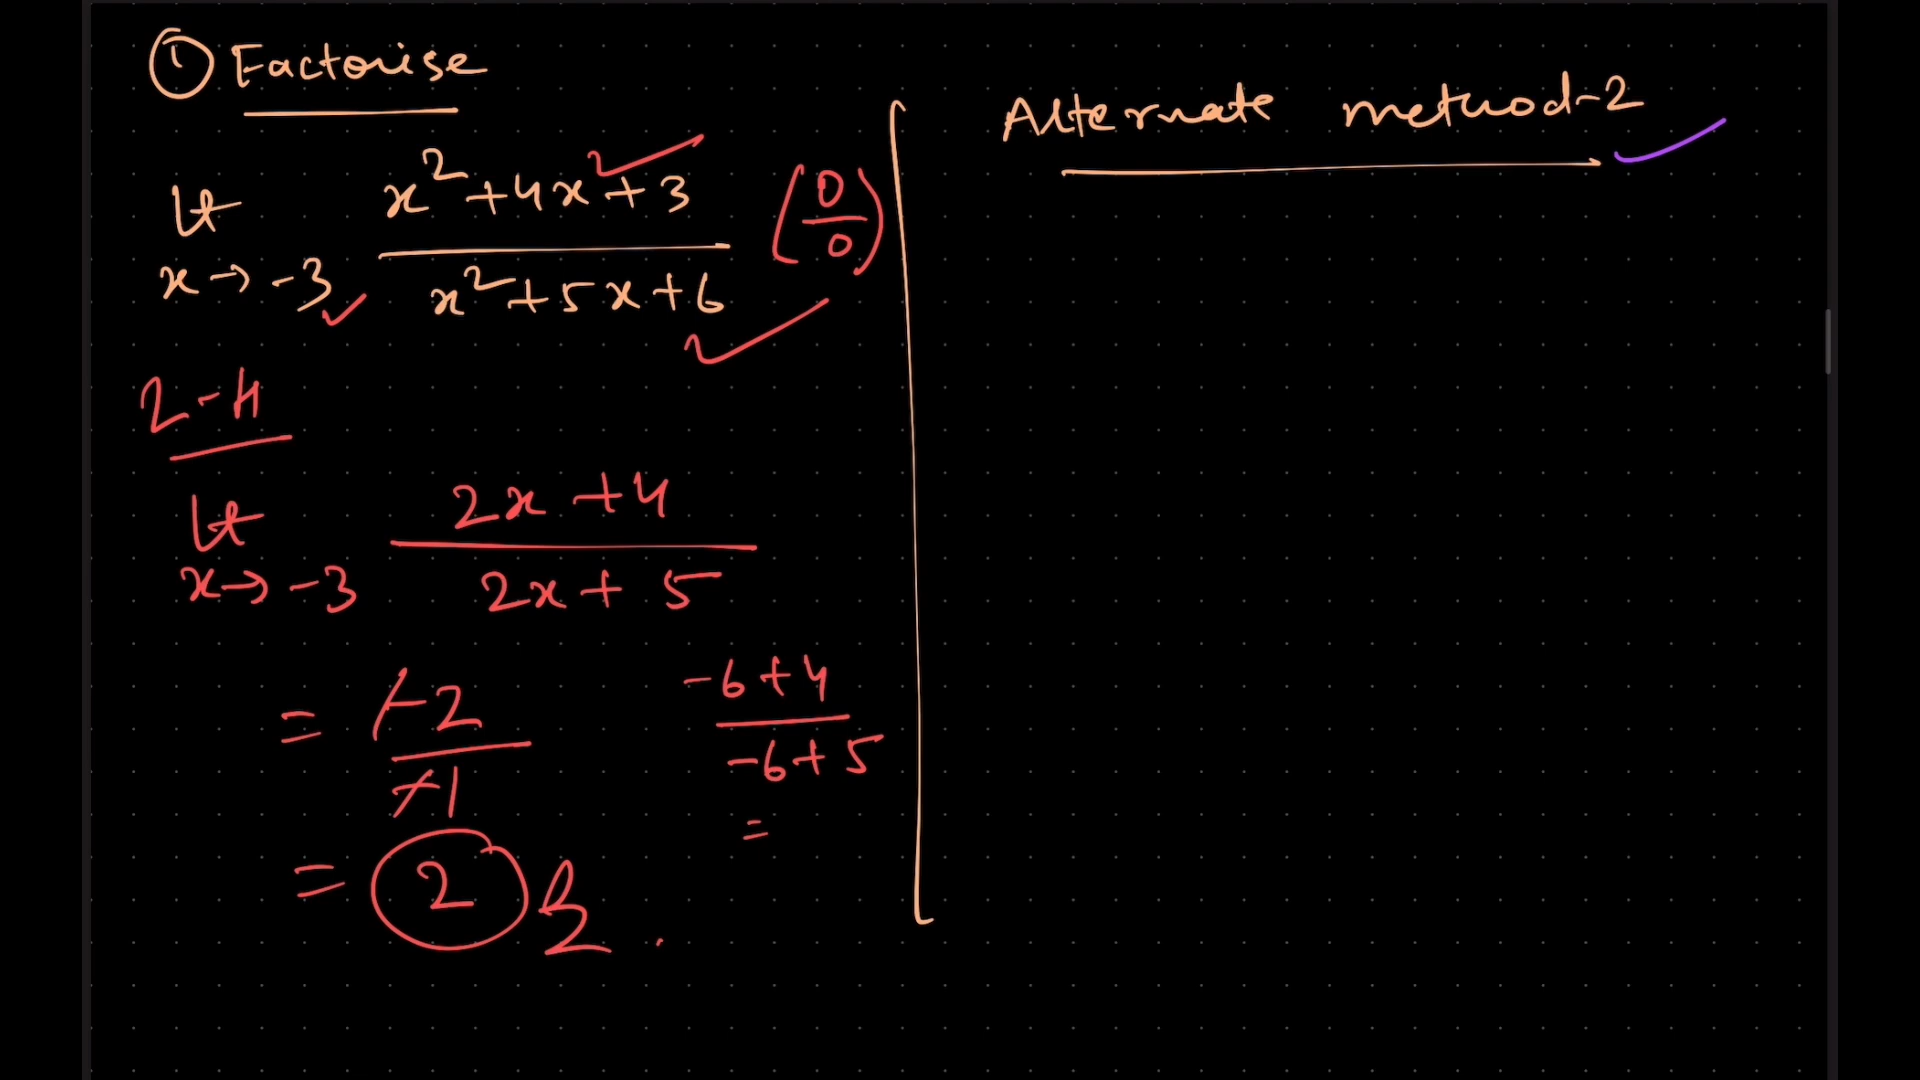 ① Factorise
lt x→-3 (x²+4x+3)/(x²+5x+6) (0/0)
L-H
lt x→-3 (2x+4)/(2x+5)
= -2/-1
(-6+4)/(-6+5)
=
= 2
Alternate method-2